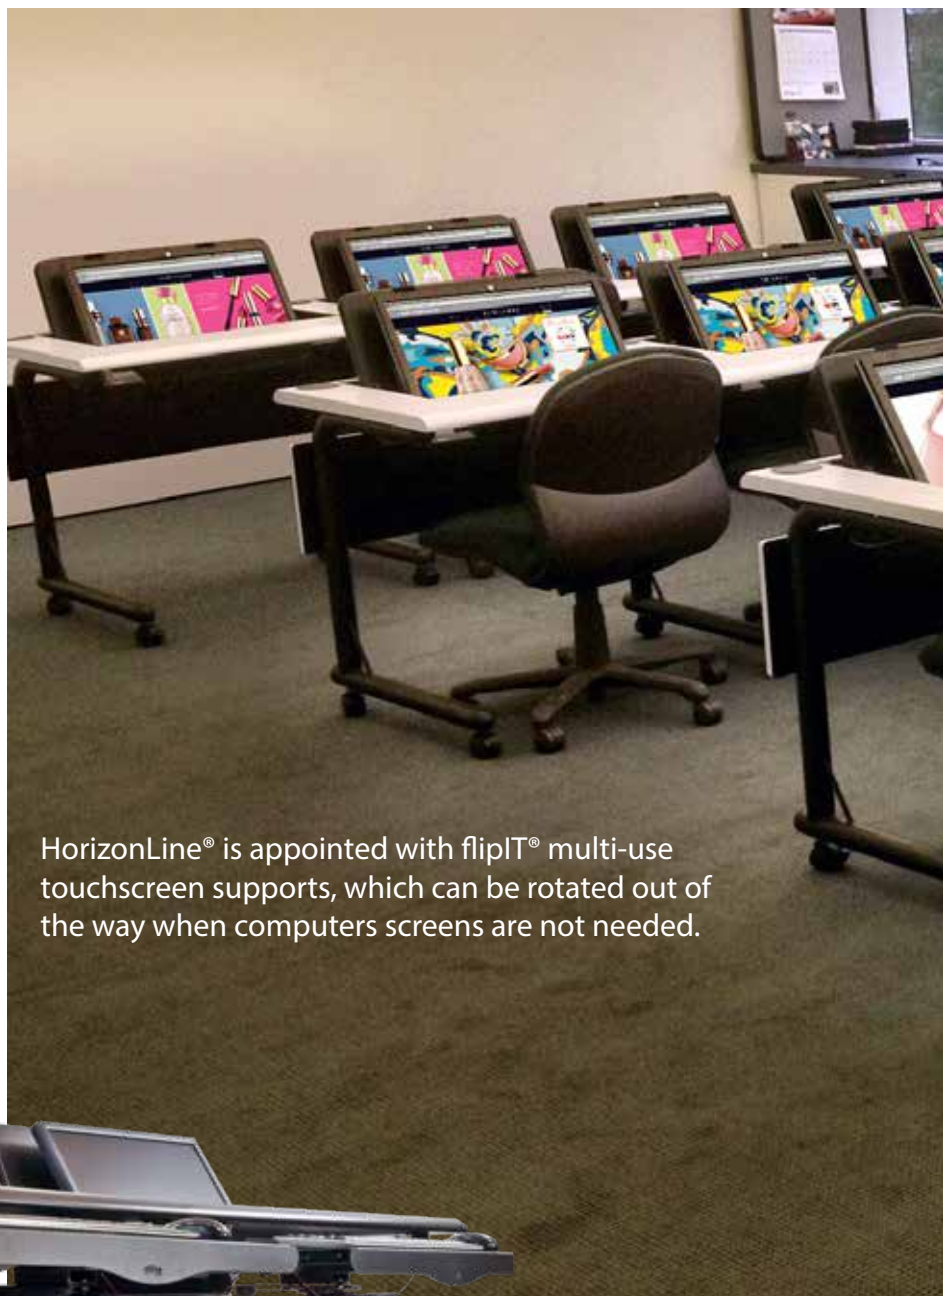 HorizonLine® is appointed with flipIT® multi-use
touchscreen supports, which can be rotated out of
the way when computers screens are not needed.